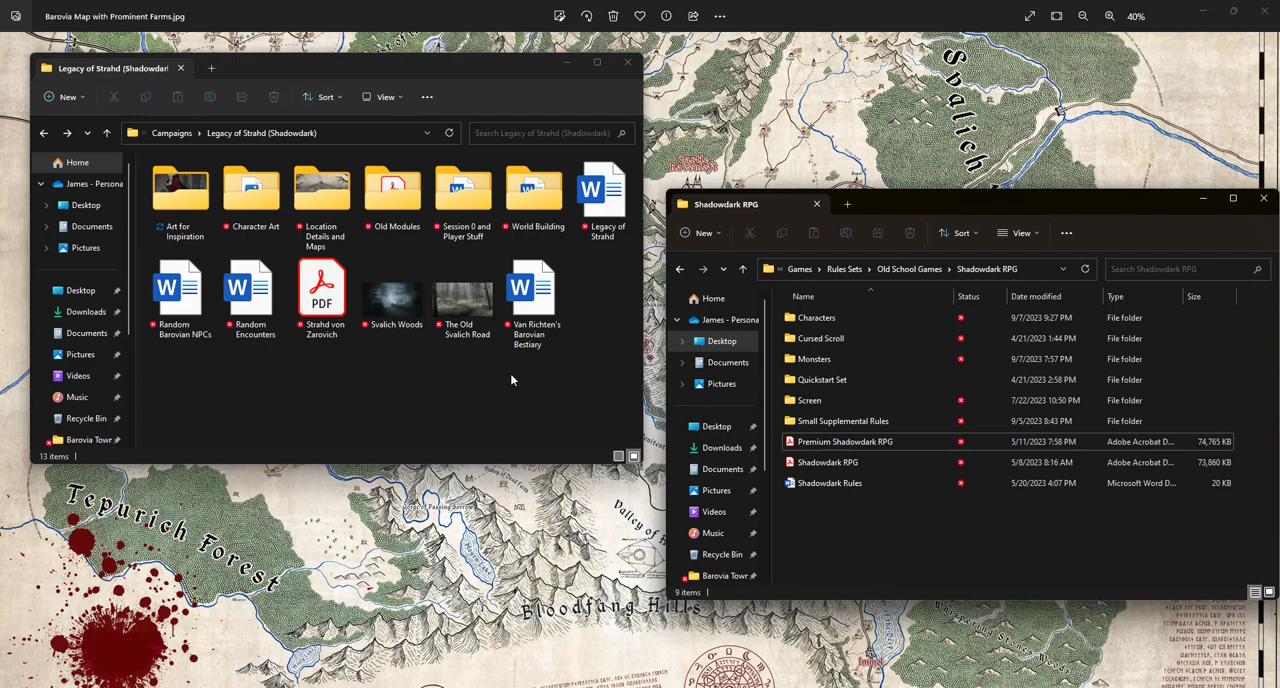 Barovia Map with Prominent Farms.jpg
40%
Legacy of Strahd (Shadowdar
New
Sort
View
Campaigns
Legacy of Strahd (Shadowdark)
Search Legacy of Strahd (Shadowdark)
Home
James - Persona
Desktop
Documents
Pictures
Desktop
Downloads
Documents
Pictures
Videos
Music
Recycle Bin
Barovia Towr
Art for
Inspiration
Character Art
Location
Details and
Maps
Old Modules
Session 0 and
Player Stuff
World Building
Legacy of
Strahd
Random
Barovian NPCs
Random
Encounters
PDF
Strahd von
Zarovich
Svalich Woods
The Old
Svalich Road
Van Richten's
Barovian
Bestiary
13 items
Shadowdark RPG
New
Sort
View
Games
Rules Sets
Old School Games
Shadowdark RPG
Search Shadowdark RPG
Home
James - Persona
Desktop
Documents
Pictures
Desktop
Downloads
Documents
Pictures
Videos
Music
Recycle Bin
Barovia Towr
Name Status Date modified Type Size
Characters 9/7/2023 9:27 PM File folder
Cursed Scroll 4/21/2023 1:44 PM File folder
Monsters 9/7/2023 7:57 PM File folder
Quickstart Set 4/21/2023 2:58 PM File folder
Screen 7/22/2023 10:50 PM File folder
Small Supplemental Rules 9/5/2023 8:43 PM File folder
Premium Shadowdark RPG 5/11/2023 7:58 PM Adobe Acrobat D... 74,765 KB
Shadowdark RPG 5/8/2023 8:16 AM Adobe Acrobat D... 73,860 KB
Shadowdark Rules 5/20/2023 4:07 PM Microsoft Word D... 20 KB
9 items
Svalich
Castle
Ravenloft
Tepurich Forest
Valley of
Bloodfang Hills
Whispering Stones Woods